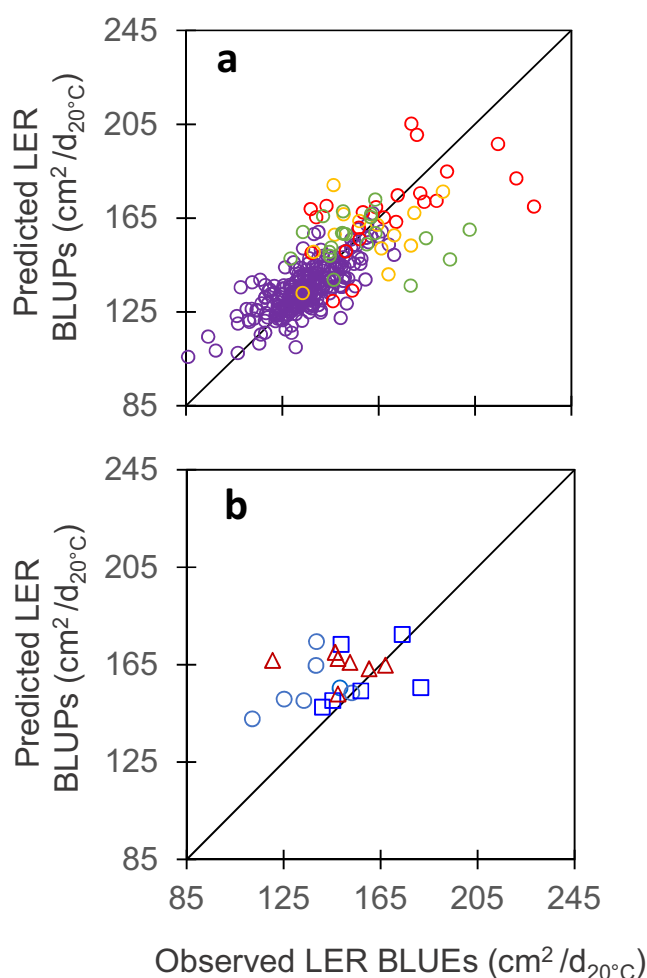 245
a
205
165
125
85
Predicted LER
BLUPs (cm²/d20°C)
245
b
205
165
125
85
Predicted LER
BLUPs (cm²/d20°C)
85 125 165 205 245
Observed LER BLUEs (cm²/d20°C)